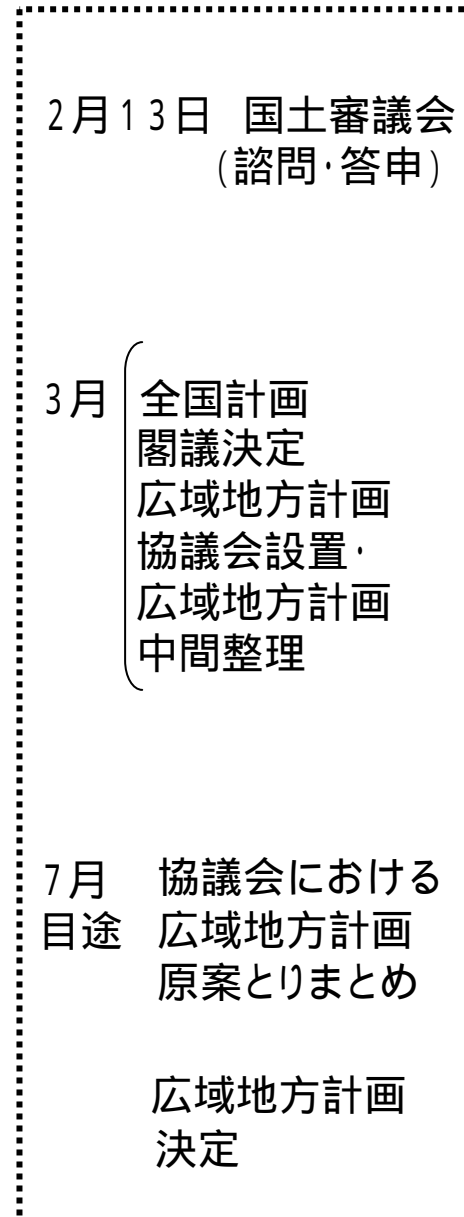 2月13日 国土審議会
(諮問・答申)
3月 全国計画
閣議決定
広域地方計画
協議会設置・
広域地方計画
中間整理
7月 協議会における
目途 広域地方計画
原案とりまとめ
広域地方計画
決定